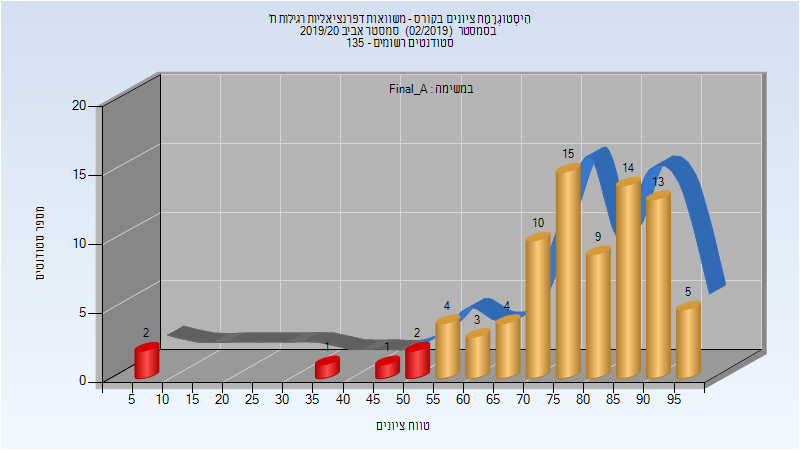 הִיסְטוֹגְרָמַת ציונים בקורס - משוואות דפרנציאליות רגילות ח'
בסמסטר (02/2019) סמסטר אביב 2019/20
סטודנטים רשומים - 135
במשימה : Final_A
מספר סטודנטים
20
15
10
5
0
2
1
1
2
4
3
4
10
15
9
14
13
5
5 10 15 20 25 30 35 40 45 50 55 60 65 70 75 80 85 90 95
טווח ציונים